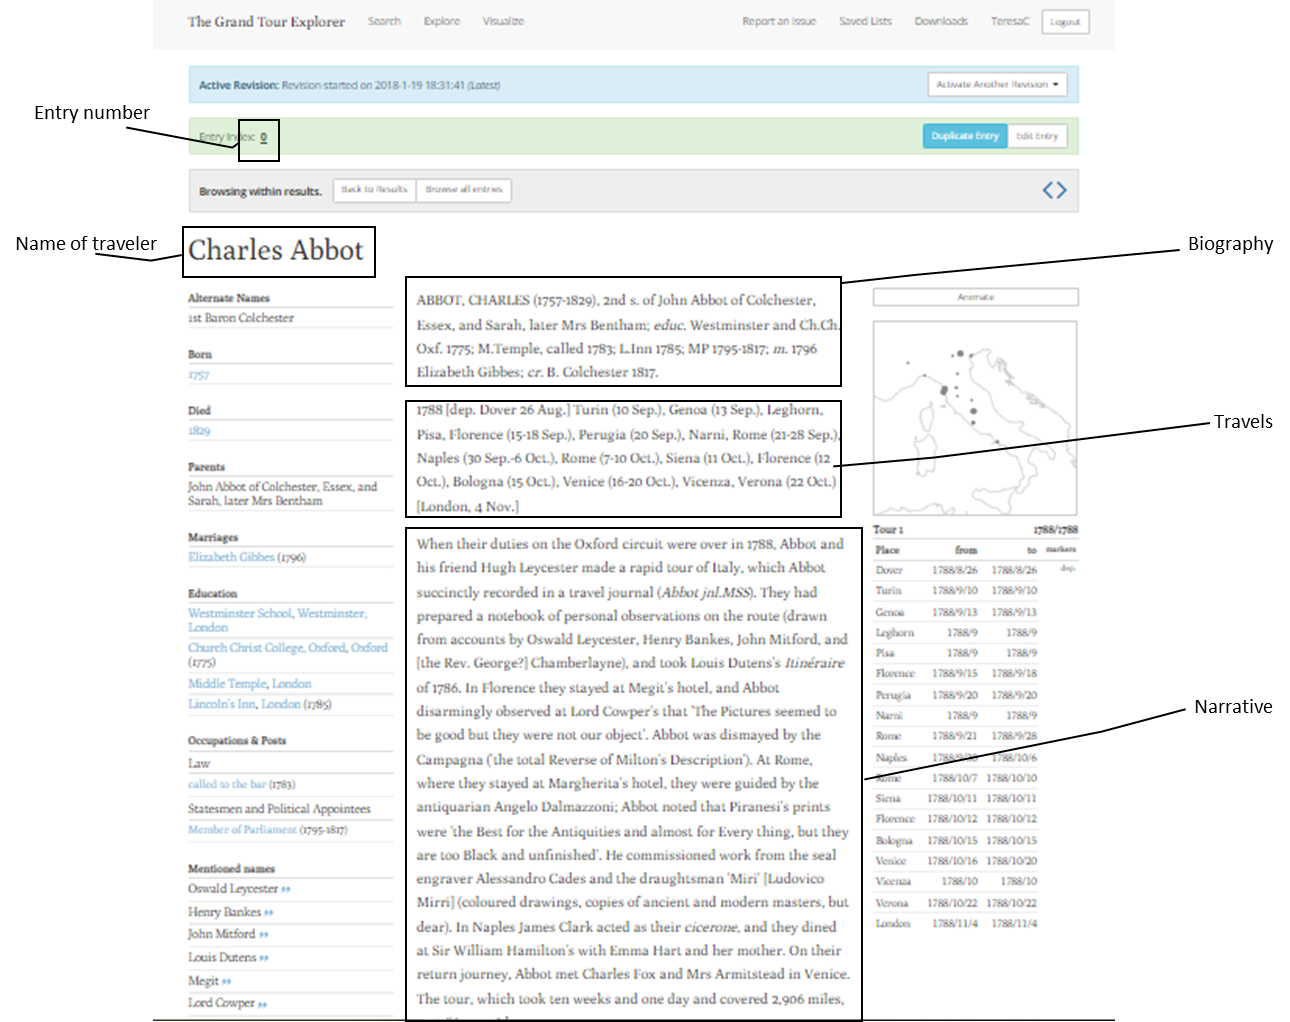 The Grand Tour Explorer Search Explore Visualize Report an Issue Saved Lists Downloads TeresaC Logout
Active Revision: Revision started on 2018-1-19 18:31:41 (Latest) Activate Another Revision
Entry number
Entry Index: 0 Duplicate Entry Edit Entry
Browsing within results. Back to Results Browse all entries
Name of traveler
Charles Abbot
Biography
Alternate Names
1st Baron Colchester
Born
1757
Died
1829
Parents
John Abbot of Colchester, Essex, and
Sarah, later Mrs Bentham
Marriages
Elizabeth Gibbes (1796)
Education
Westminster School, Westminster,
London
Church Christ College, Oxford, Oxford
(1775)
Middle Temple, London
Lincoln's Inn, London (1785)
Occupations & Posts
Law
called to the bar (1783)
Statesmen and Political Appointees
Member of Parliament (1795-1817)
Mentioned names
Oswald Leycester »
Henry Bankes »
John Mitford »
Louis Dutens »
Megit »
Lord Cowper »
ABBOT, CHARLES (1757-1829), 2nd s. of John Abbot of Colchester,
Essex, and Sarah, later Mrs Bentham; educ. Westminster and Ch.Ch.
Oxf. 1775; M.Temple, called 1783; L.Inn 1785; MP 1795-1817; m. 1796
Elizabeth Gibbes; cr. B. Colchester 1817.
1788 [dep. Dover 26 Aug.] Turin (10 Sep.), Genoa (13 Sep.), Leghorn,
Pisa, Florence (15-18 Sep.), Perugia (20 Sep.), Narni, Rome (21-28 Sep.),
Naples (30 Sep.-6 Oct.), Rome (7-10 Oct.), Siena (11 Oct.), Florence (12
Oct.), Bologna (15 Oct.), Venice (16-20 Oct.), Vicenza, Verona (22 Oct.)
[London, 4 Nov.]
When their duties on the Oxford circuit were over in 1788, Abbot and
his friend Hugh Leycester made a rapid tour of Italy, which Abbot
succinctly recorded in a travel journal (Abbot jnl.MSS). They had
prepared a notebook of personal observations on the route (drawn
from accounts by Oswald Leycester, Henry Bankes, John Mitford, and
[the Rev. George?] Chamberlayne), and took Louis Dutens's Itinéraire
of 1786. In Florence they stayed at Megit's hotel, and Abbot
disarmingly observed at Lord Cowper's that 'The Pictures seemed to
be good but they were not our object'. Abbot was dismayed by the
Campagna ('the total Reverse of Milton's Description'). At Rome,
where they stayed at Margherita's hotel, they were guided by the
antiquarian Angelo Dalmazzoni; Abbot noted that Piranesi's prints
were 'the Best for the Antiquities and almost for Every thing, but they
are too Black and unfinished'. He commissioned work from the seal
engraver Alessandro Cades and the draughtsman 'Miri' [Ludovico
Mirri] (coloured drawings, copies of ancient and modern masters, but
dear). In Naples James Clark acted as their cicerone, and they dined
at Sir William Hamilton's with Emma Hart and her mother. On their
return journey, Abbot met Charles Fox and Mrs Armitstead in Venice.
The tour, which took ten weeks and one day and covered 2,906 miles,
Animate
Travels
Tour 1 1788/1788
Place from to markers
Dover 1788/8/26 1788/8/26 dep.
Turin 1788/9/10 1788/9/10
Genoa 1788/9/13 1788/9/13
Leghorn 1788/9 1788/9
Pisa 1788/9 1788/9
Florence 1788/9/15 1788/9/18
Perugia 1788/9/20 1788/9/20
Narni 1788/9 1788/9
Rome 1788/9/21 1788/9/28
Naples 1788/9/30 1788/10/6
Rome 1788/10/7 1788/10/10
Siena 1788/10/11 1788/10/11
Florence 1788/10/12 1788/10/12
Bologna 1788/10/15 1788/10/15
Venice 1788/10/16 1788/10/20
Vicenza 1788/10 1788/10
Verona 1788/10/22 1788/10/22
London 1788/11/4 1788/11/4
Narrative